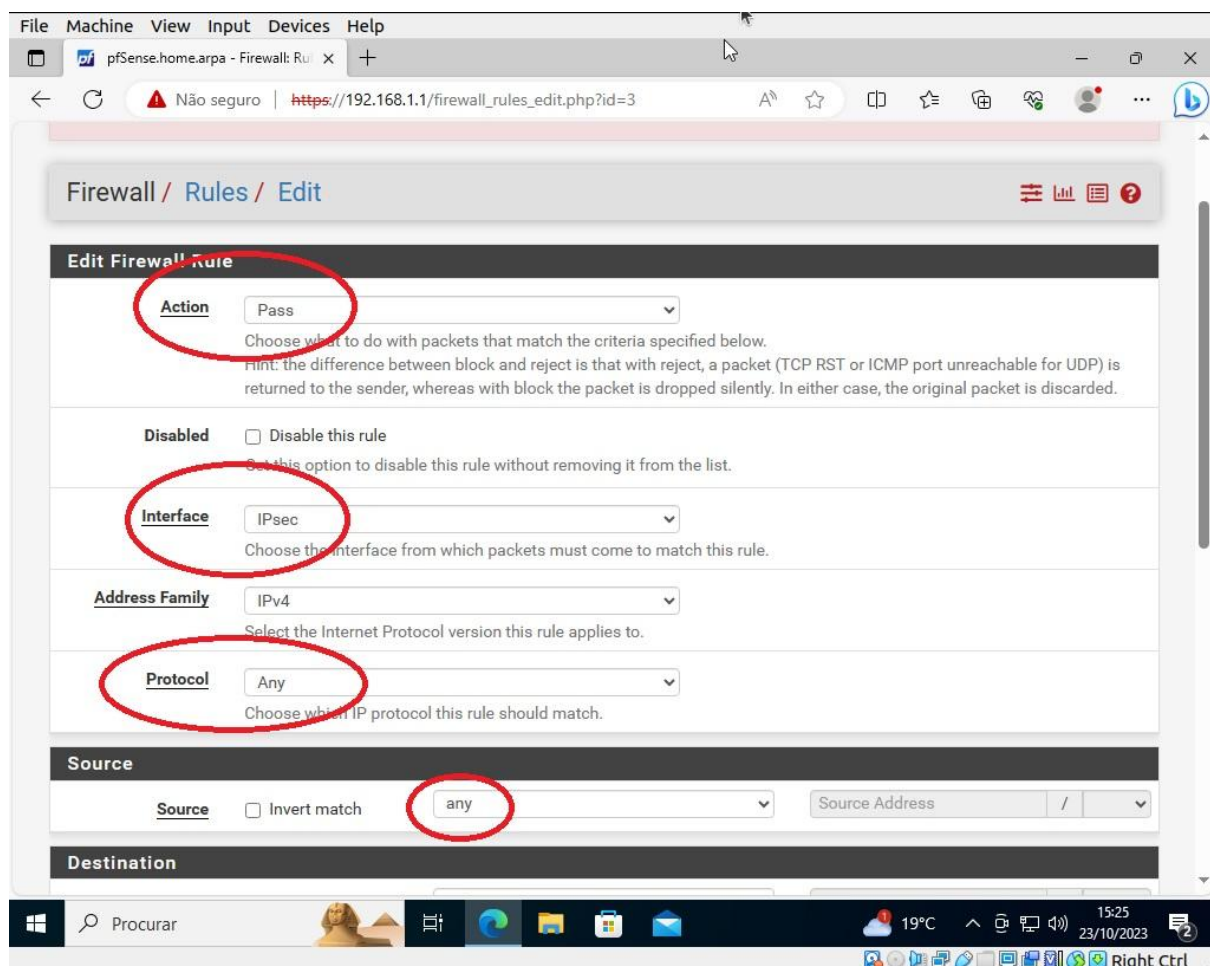 File Machine View Input Devices Help
pfSense.home.arpa - Firewall: Ru
Não seguro | https://192.168.1.1/firewall_rules_edit.php?id=3
Firewall / Rules / Edit
Edit Firewall Rule
Action
Pass
Choose what to do with packets that match the criteria specified below.
Hint: the difference between block and reject is that with reject, a packet (TCP RST or ICMP port unreachable for UDP) is
returned to the sender, whereas with block the packet is dropped silently. In either case, the original packet is discarded.
Disabled
Disable this rule
Set this option to disable this rule without removing it from the list.
Interface
IPsec
Choose the interface from which packets must come to match this rule.
Address Family
IPv4
Select the Internet Protocol version this rule applies to.
Protocol
Any
Choose which IP protocol this rule should match.
Source
Source
Invert match
any
Source Address
/
Destination
Procurar
1
19°C
15:25
23/10/2023
2
Right Ctrl